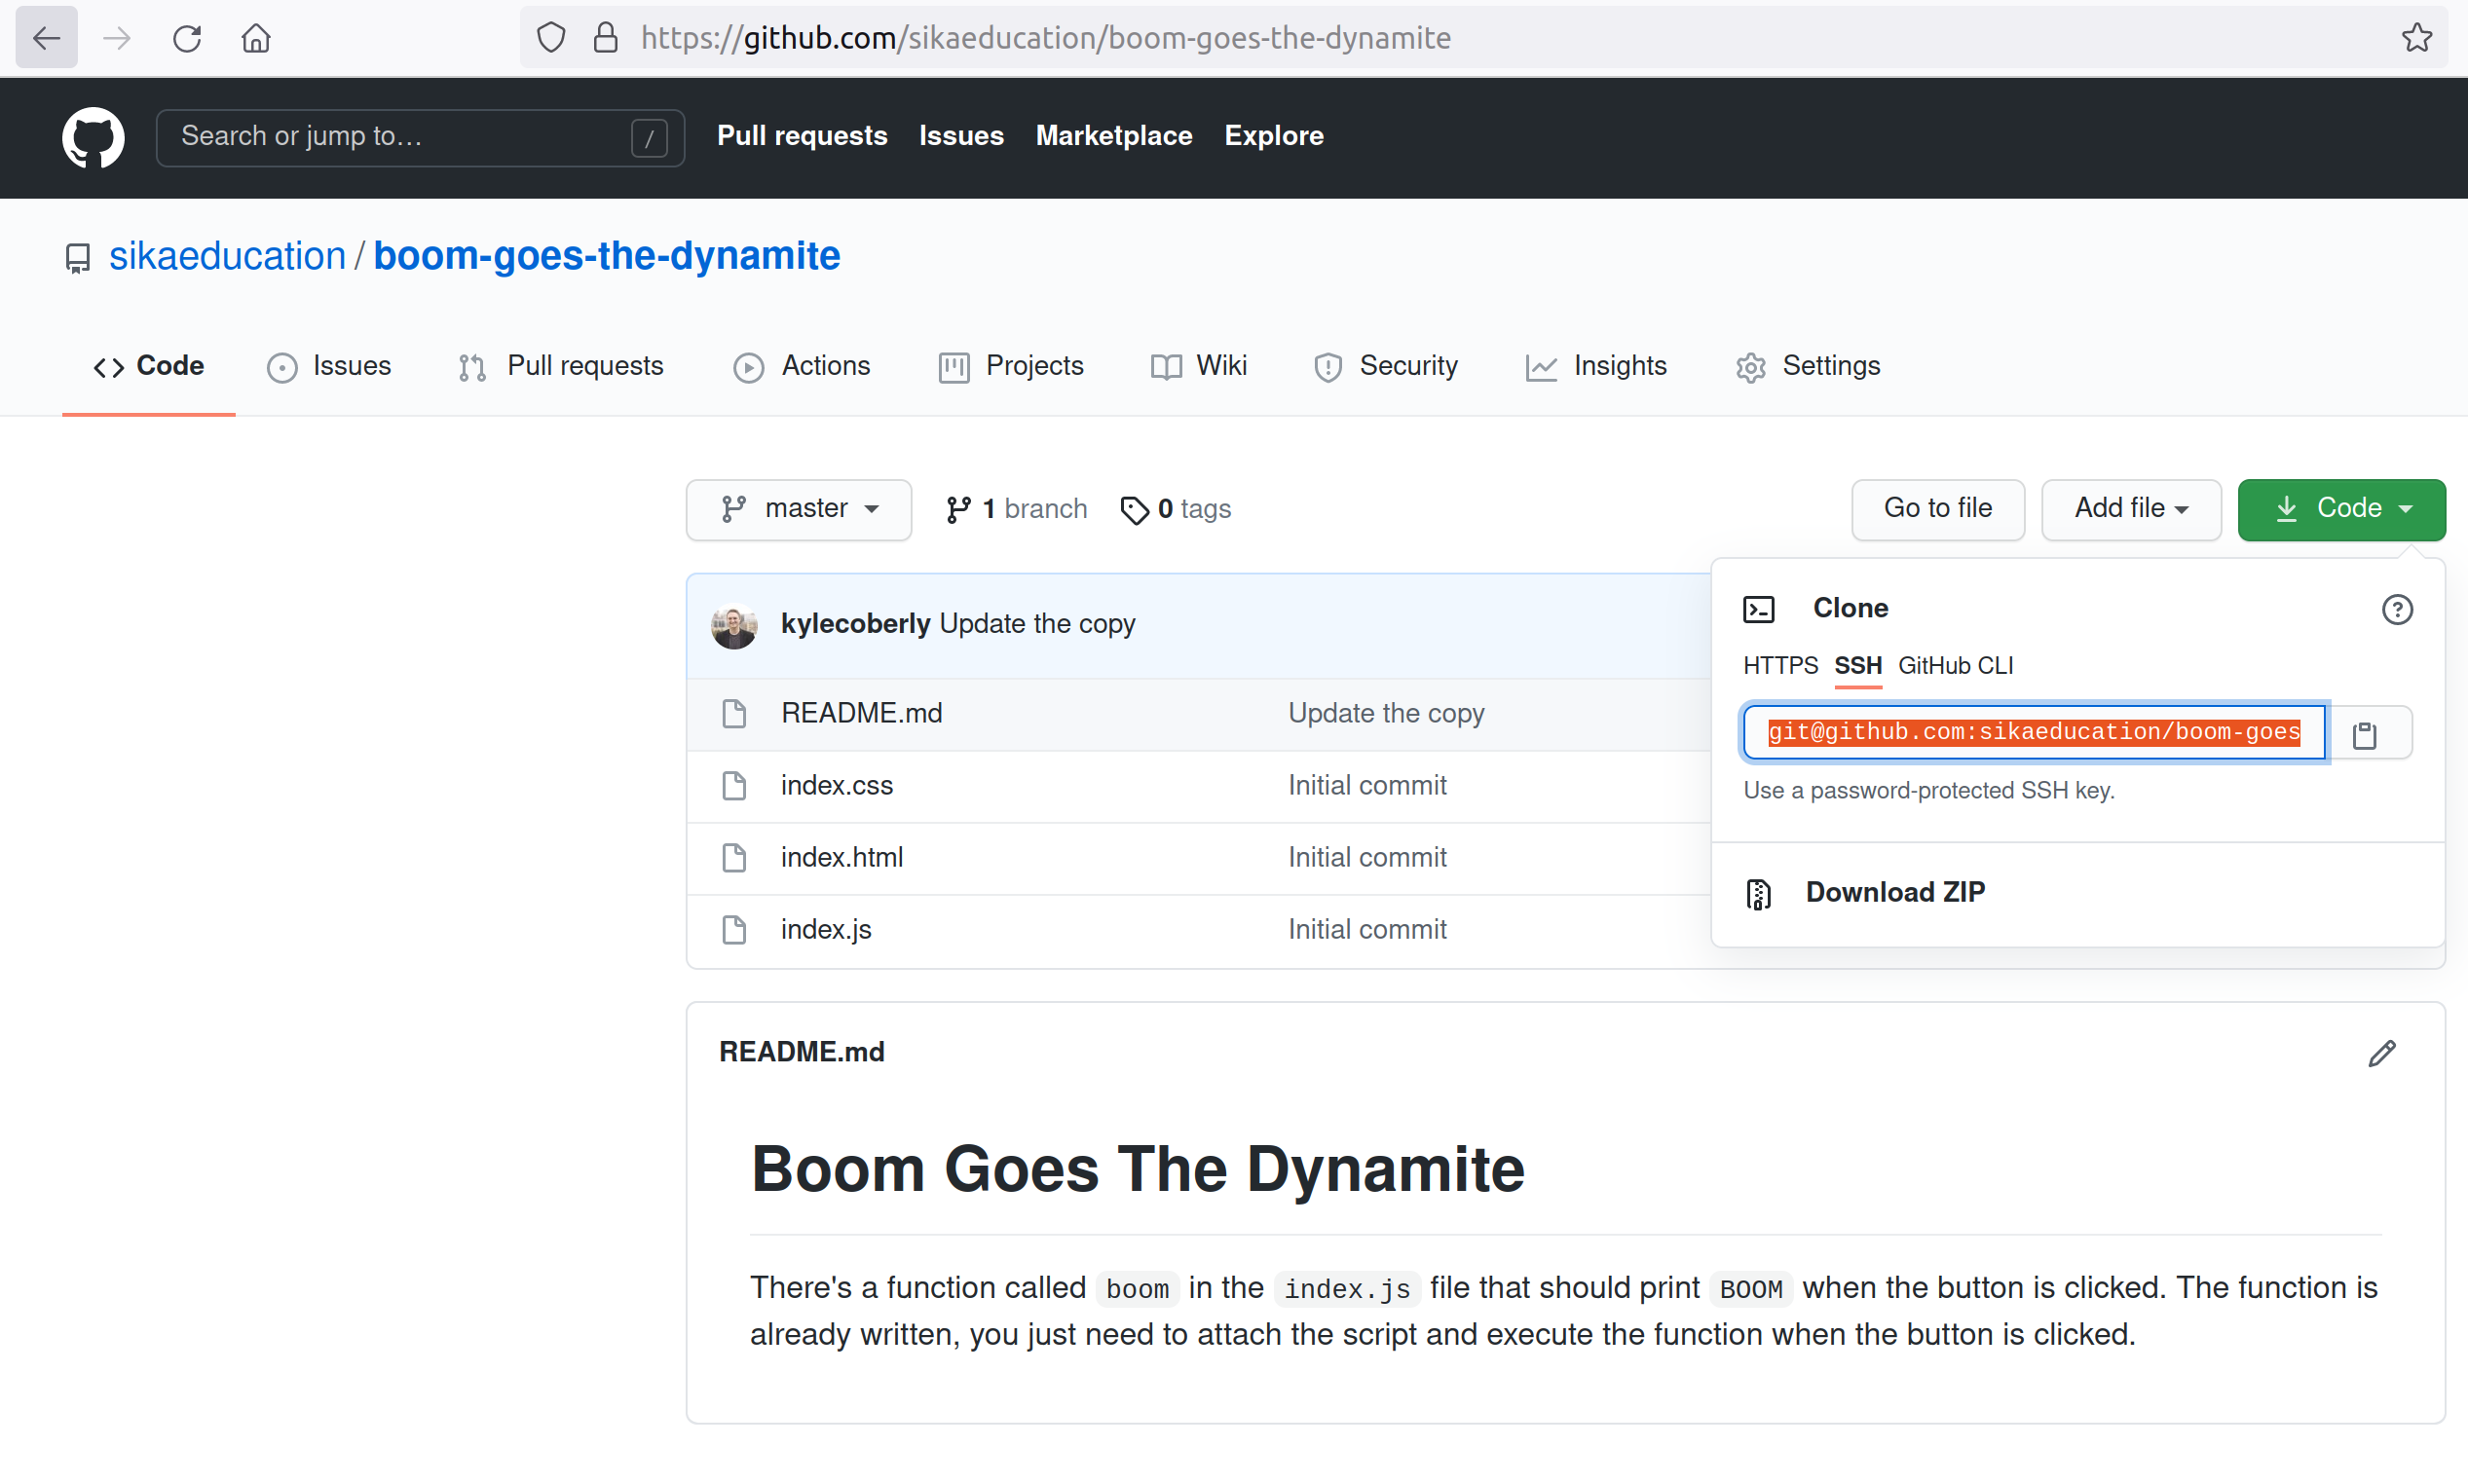 https://github.com/sikaeducation/boom-goes-the-dynamite
Search or jump to… /
Pull requests Issues Marketplace Explore
sikaeducation / boom-goes-the-dynamite
Code Issues Pull requests Actions Projects Wiki Security Insights Settings
master 1 branch 0 tags Go to file Add file Code
Clone
HTTPS SSH GitHub CLI
git@github.com:sikaeducation/boom-goes
Use a password-protected SSH key.
Download ZIP
kylecoberly Update the copy
README.md Update the copy
index.css Initial commit
index.html Initial commit
index.js Initial commit
README.md
Boom Goes The Dynamite
There's a function called boom in the index.js file that should print BOOM when the button is clicked. The function is
already written, you just need to attach the script and execute the function when the button is clicked.